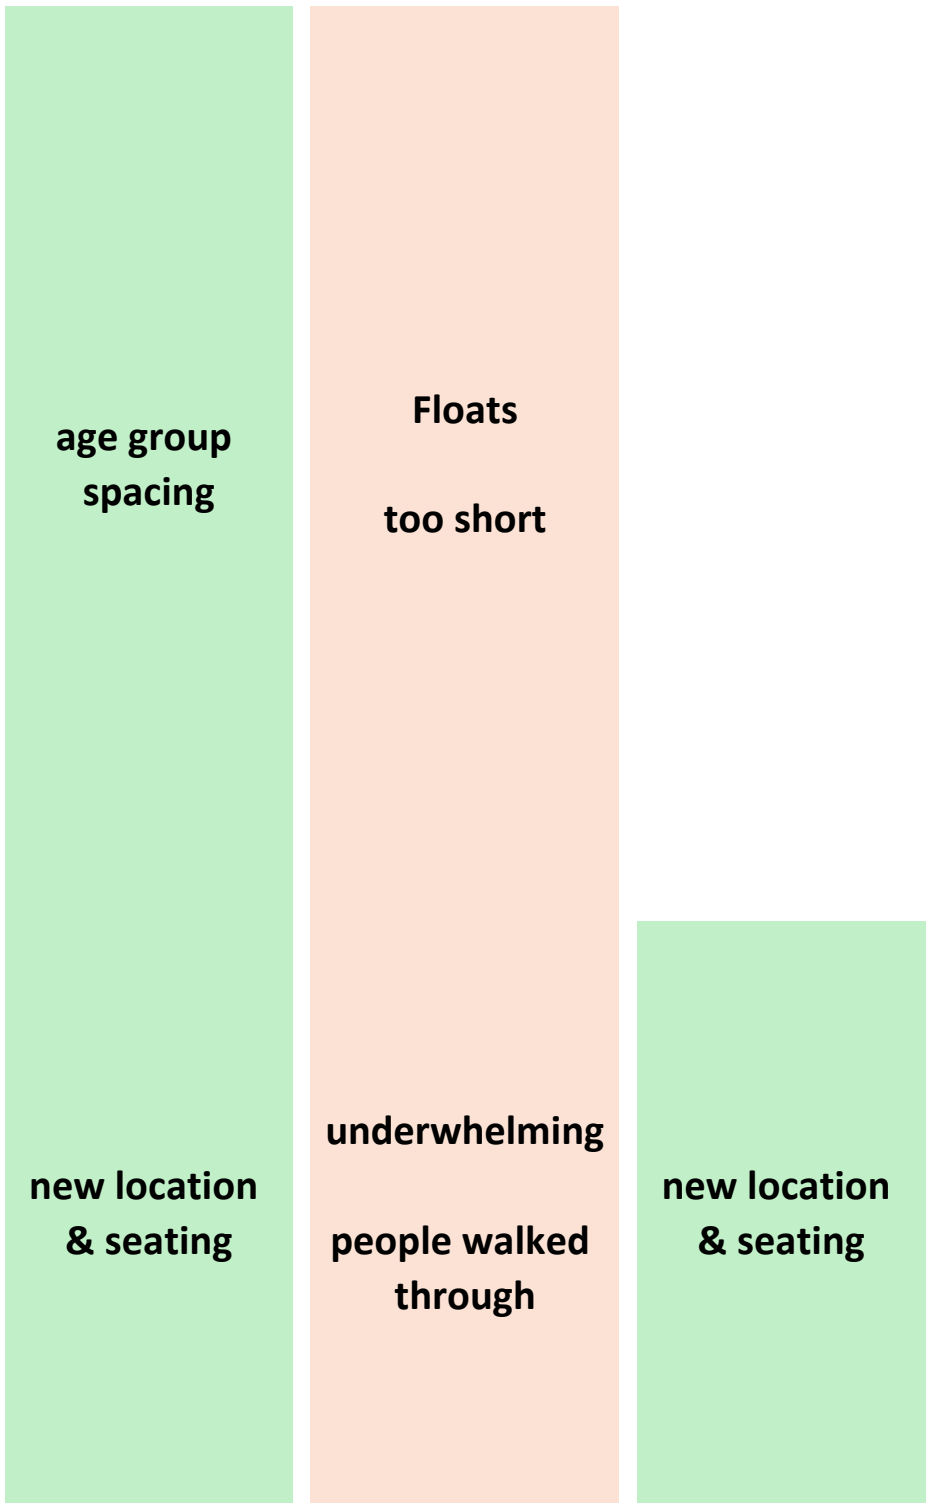 age group
spacing
Floats
too short
new location
& seating
underwhelming
people walked
through
new location
& seating